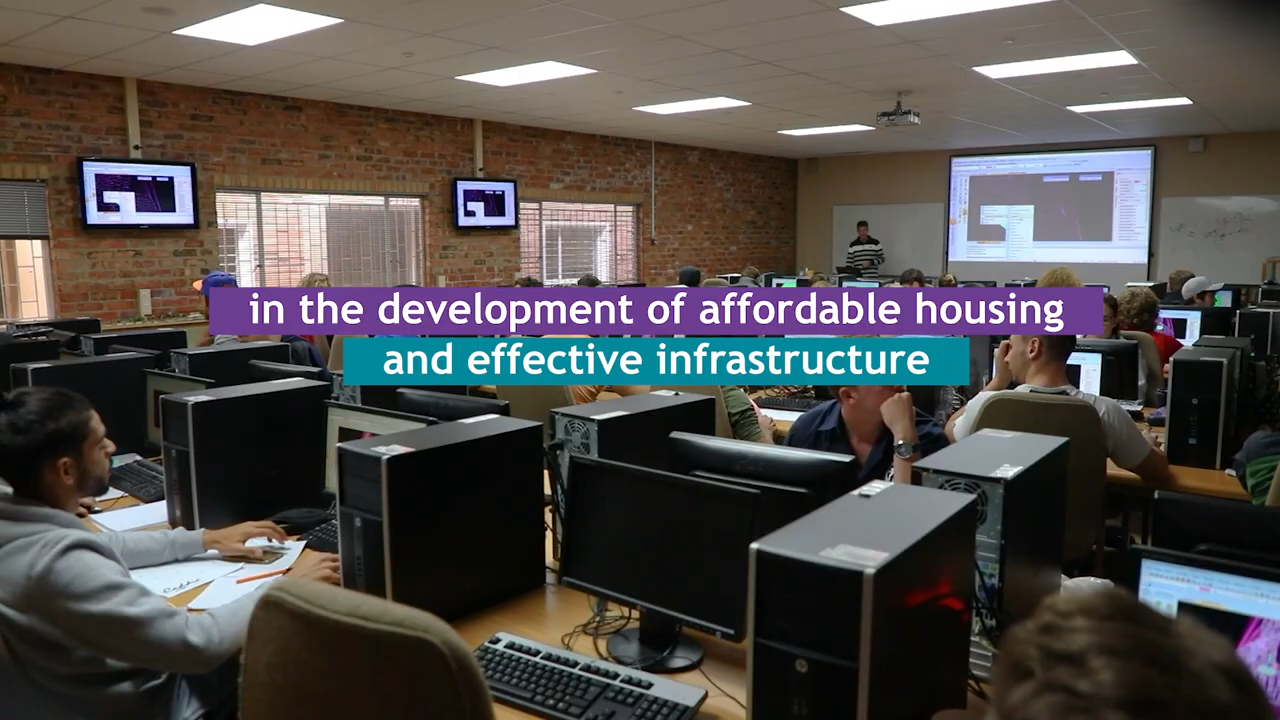 in the development of affordable housing
and effective infrastructure